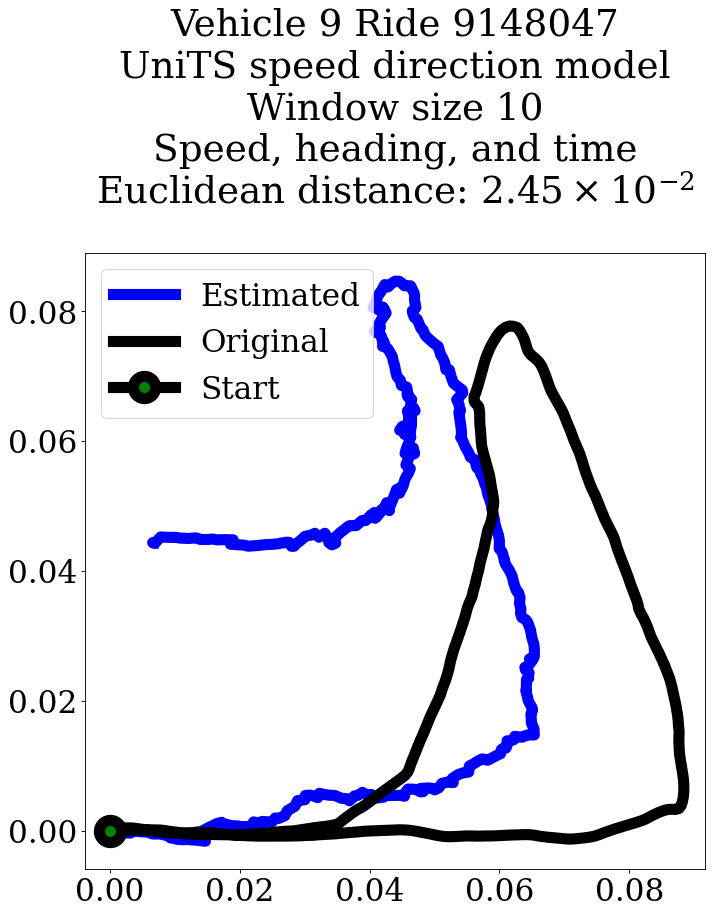 Vehicle 9 Ride 9148047
UniTS speed direction model
Window size 10
Speed, heading, and time
Euclidean distance: 2.45 × 10⁻²
Estimated
Original
Start
0.08
0.06
0.04
0.02
0.00
0.00 0.02 0.04 0.06 0.08